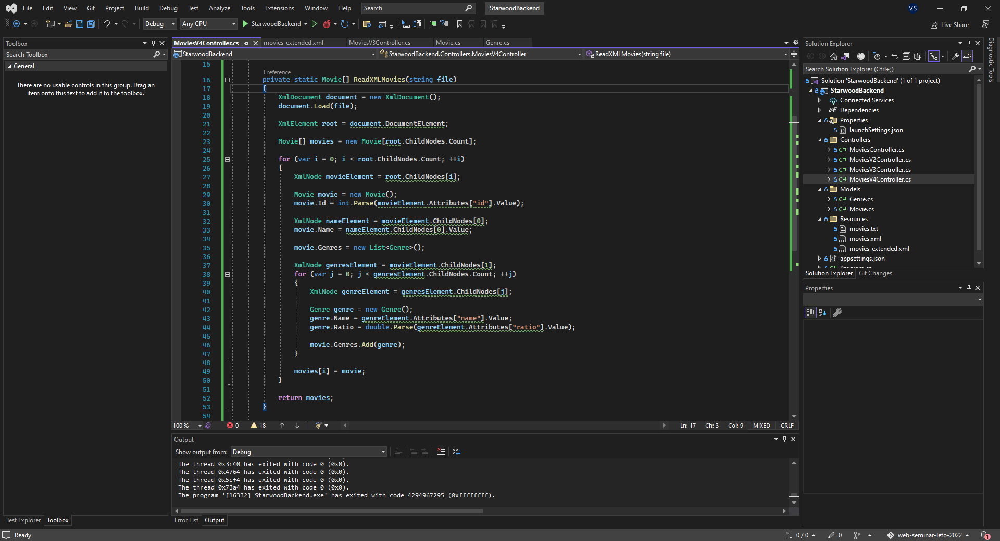 File Edit View Git Project Build Debug Test Analyze Tools Extensions Window Help Search StarwoodBackend VS
Debug Any CPU StarwoodBackend Live Share
Toolbox
Search Toolbox
General
There are no usable controls in this group. Drag an
item onto this text to add it to the toolbox.
Test Explorer Toolbox
MoviesV4Controller.cs movies-extended.xml MoviesV3Controller.cs Movie.cs Genre.cs
StarwoodBackend StarwoodBackend.Controllers.MoviesV4Controller ReadXMLMovies(string file)
15
1 reference
16 private static Movie[] ReadXMLMovies(string file)
17 {
18 XmlDocument document = new XmlDocument();
19 document.Load(file);
20
21 XmlElement root = document.DocumentElement;
22
23 Movie[] movies = new Movie[root.ChildNodes.Count];
24
25 for (var i = 0; i < root.ChildNodes.Count; ++i)
26 {
27 XmlNode movieElement = root.ChildNodes[i];
28
29 Movie movie = new Movie();
30 movie.Id = int.Parse(movieElement.Attributes["id"].Value);
31
32 XmlNode nameElement = movieElement.ChildNodes[0];
33 movie.Name = nameElement.ChildNodes[0].Value;
34
35 movie.Genres = new List<Genre>();
36
37 XmlNode genresElement = movieElement.ChildNodes[1];
38 for (var j = 0; j < genresElement.ChildNodes.Count; ++j)
39 {
40 XmlNode genreElement = genresElement.ChildNodes[j];
41
42 Genre genre = new Genre();
43 genre.Name = genreElement.Attributes["name"].Value;
44 genre.Ratio = double.Parse(genreElement.Attributes["ratio"].Value);
45
46 movie.Genres.Add(genre);
47 }
48
49 movies[i] = movie;
50 }
51
52 return movies;
53 }
54
100 % 0 18 Ln: 17 Ch: 3 Col: 9 MIXED CRLF
Output
Show output from: Debug
The thread 0x3c40 has exited with code 0 (0x0).
The thread 0x4764 has exited with code 0 (0x0).
The thread 0x5cf4 has exited with code 0 (0x0).
The thread 0x73a4 has exited with code 0 (0x0).
The program '[16332] StarwoodBackend.exe' has exited with code 4294967295 (0xffffffff).
Error List Output
Solution Explorer
Search Solution Explorer (Ctrl+;)
Solution 'StarwoodBackend' (1 of 1 project)
StarwoodBackend
Connected Services
Dependencies
Properties
launchSettings.json
Controllers
C# MoviesController.cs
C# MoviesV2Controller.cs
C# MoviesV3Controller.cs
C# MoviesV4Controller.cs
Models
C# Genre.cs
C# Movie.cs
Resources
movies.txt
movies.xml
movies-extended.xml
appsettings.json
Solution Explorer Git Changes
Properties
Diagnostic Tools
Ready 0 / 0 0 web-seminar-leto-2022 1